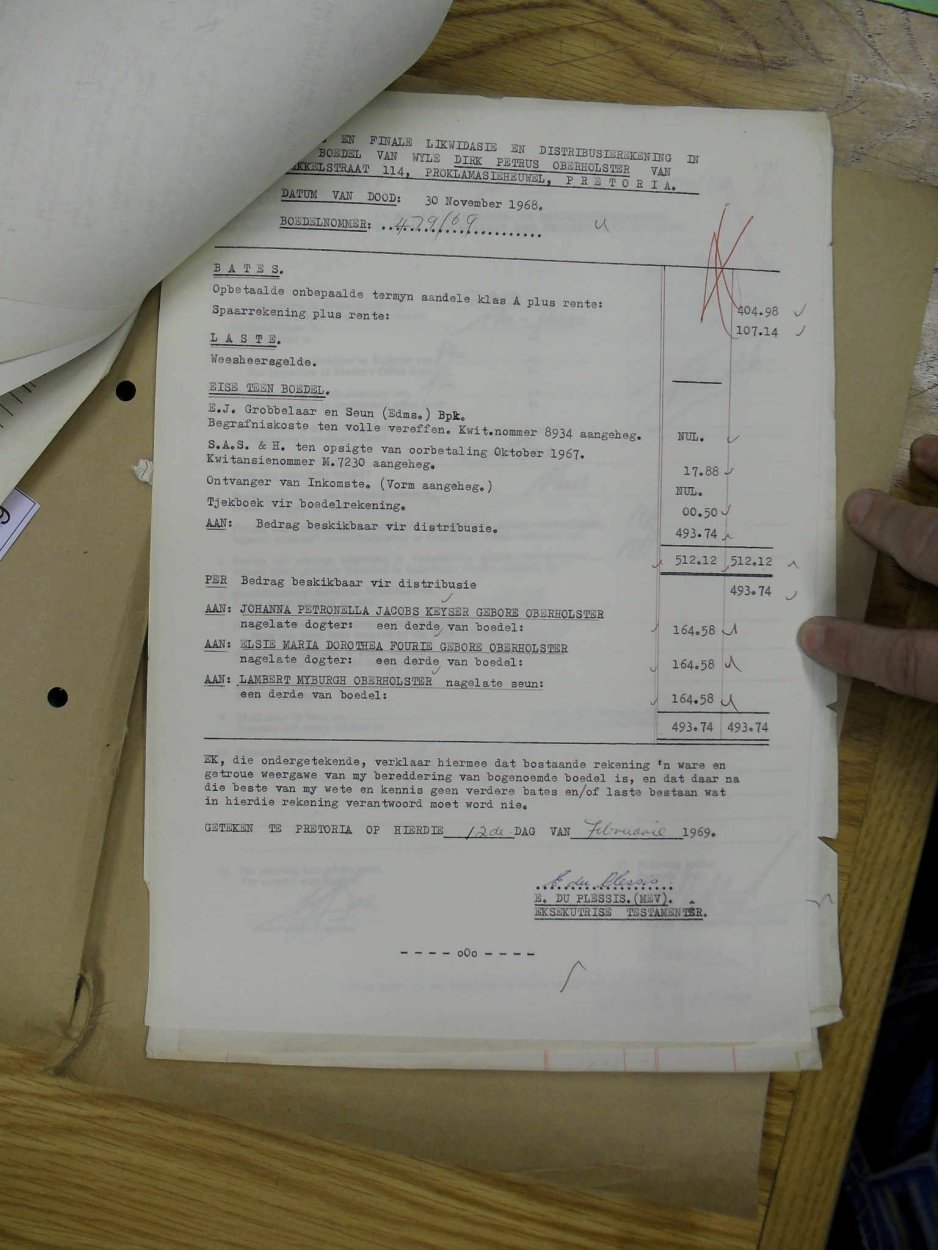 EN FINALE LIKWIDASIE EN DISTRIBUSIEREKENING IN
BOEDEL VAN WYLE DIRK PETRUS OBERHOLSTER VAN
KKELSTRAAT 114, PROKLAMASIEHEUWEL, P R E T O R I A.
DATUM VAN DOOD: 30 November 1968.
BOEDELNOMMER: 479/69
B A T E S.
Opbetaalde onbepaalde termyn aandele klas A plus rente: 404.98
Spaarrekening plus rente: 107.14
L A S T E.
Weesheersgelde.
EISE TEEN BOEDEL.
E.J. Grobbelaar en Seun (Edms.) Bpk.
Begrafniskoste ten volle vereffen. Kwit.nommer 8934 aangeheg. NUL.
S.A.S. & H. ten opsigte van oorbetaling Oktober 1967.
Kwitansienommer M.7230 aangeheg. 17.88
Ontvanger van Inkomste. (Vorm aangeheg.) NUL.
Tjekboek vir boedelrekening. 00.50
AAN: Bedrag beskikbaar vir distribusie. 493.74
512.12 512.12
PER Bedrag beskikbaar vir distribusie 493.74
AAN: JOHANNA PETRONELLA JACOBS KEYSER GEBORE OBERHOLSTER
nagelate dogter: een derde van boedel: 164.58
AAN: ELSIE MARIA DOROTHEA FOURIE GEBORE OBERHOLSTER
nagelate dogter: een derde van boedel: 164.58
AAN: LAMBERT MYBURGH OBERHOLSTER nagelate seun:
een derde van boedel: 164.58
493.74 493.74
EK, die ondergetekende, verklaar hiermee dat bostaande rekening 'n ware en
getroue weergawe van my bereddering van bogenoemde boedel is, en dat daar na
die beste van my wete en kennis geen verdere bates en/of laste bestaan wat
in hierdie rekening verantwoord moet word nie.
GETEKEN TE PRETORIA OP HIERDIE 12de DAG VAN Februarie 1969.
E du Plessis
E. DU PLESSIS.(MEV).
EKSEKUTRISE TESTAMENTÊR.
- - - - oOo - - - -